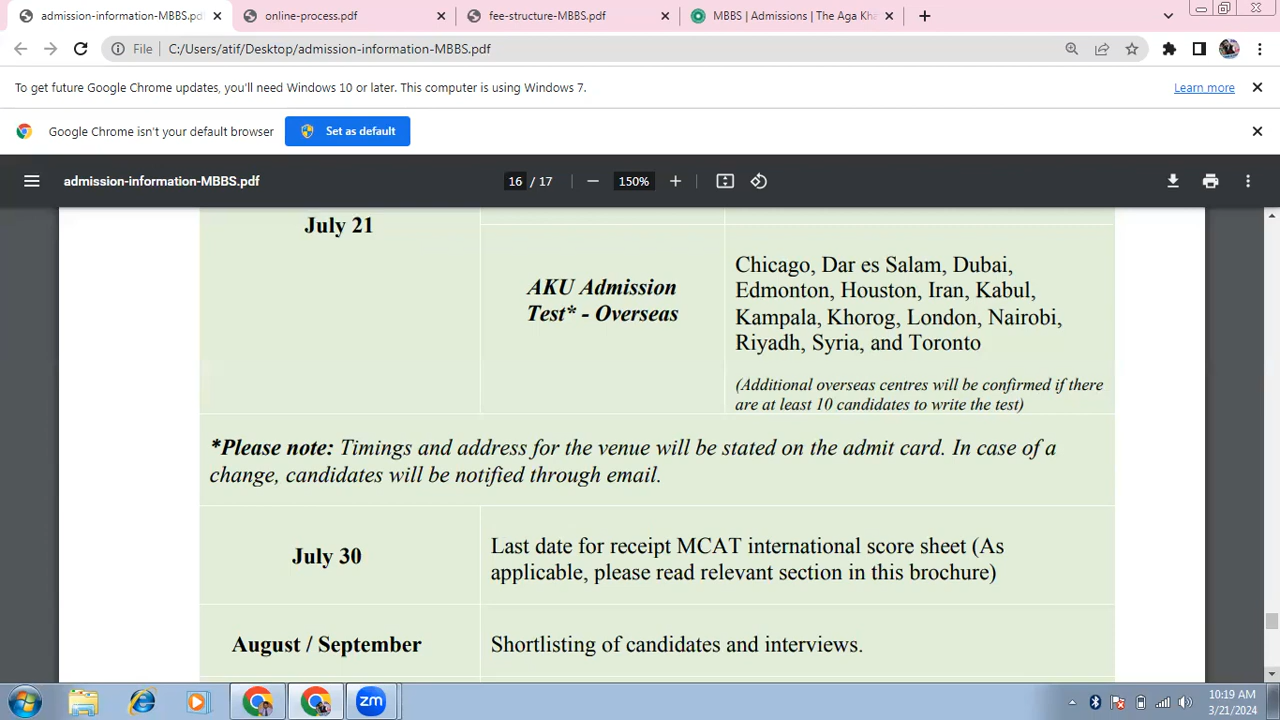 admission-information-MBBS.pd
online-process.pdf
fee-structure-MBBS.pdf
MBBS | Admissions | The Aga Kha
File
C:/Users/atif/Desktop/admission-information-MBBS.pdf
To get future Google Chrome updates, you'll need Windows 10 or later. This computer is using Windows 7.
Learn more
Google Chrome isn't your default browser
Set as default
admission-information-MBBS.pdf
16 / 17
150%
July 21
AKU Admission
Test* - Overseas
Chicago, Dar es Salam, Dubai,
Edmonton, Houston, Iran, Kabul,
Kampala, Khorog, London, Nairobi,
Riyadh, Syria, and Toronto
(Additional overseas centres will be confirmed if there
are at least 10 candidates to write the test)
*Please note: Timings and address for the venue will be stated on the admit card. In case of a
change, candidates will be notified through email.
July 30
Last date for receipt MCAT international score sheet (As
applicable, please read relevant section in this brochure)
August / September
Shortlisting of candidates and interviews.
zm
10:19 AM
3/21/2024